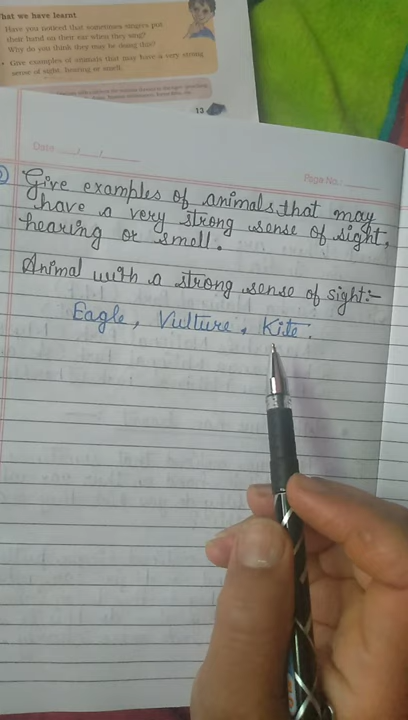 hat we have learnt
Have you noticed that sometimes singers put
their hand on their ear when they sing?
Why do you think they may be doing this?
• Give examples of animals that may have a very strong
sense of sight, hearing or smell.
13
Date
Page No.:
Give examples of animals that may
have a very strong sense of sight,
hearing or smell.
Animal with a strong sense of sight:-
Eagle, Vulture, Kite.